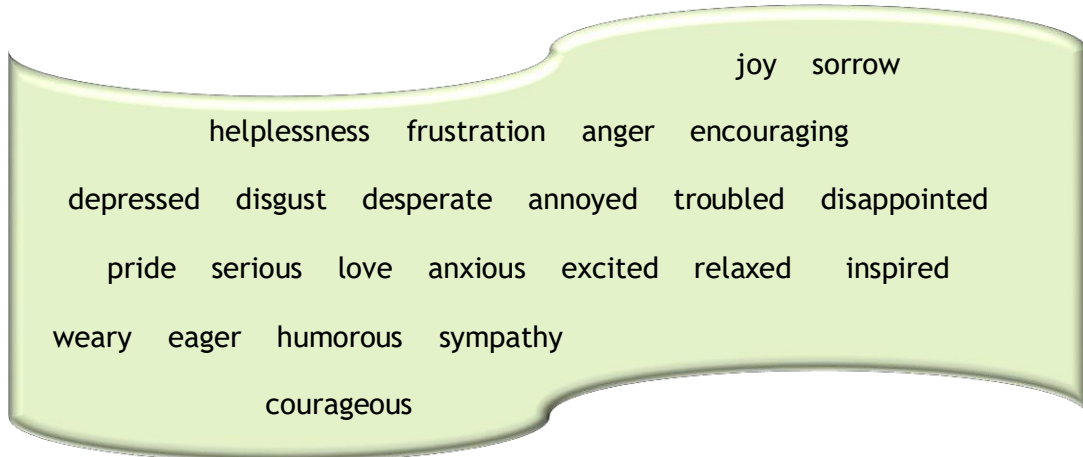 joy sorrow
helplessness frustration anger encouraging
depressed disgust desperate annoyed troubled disappointed
pride serious love anxious excited relaxed inspired
weary eager humorous sympathy
courageous